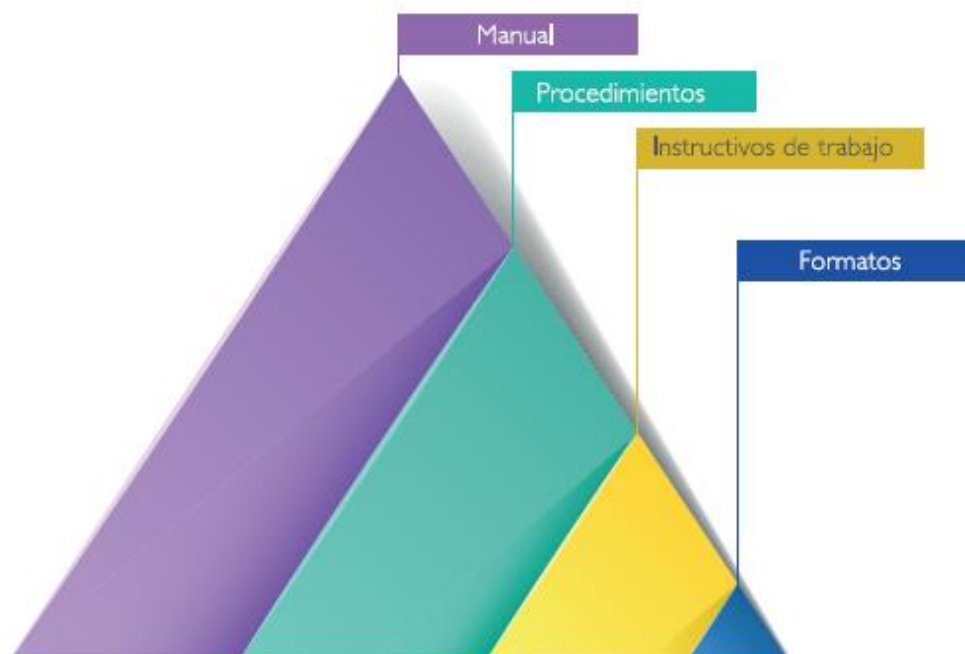 Manual
Procedimientos
Instructivos de trabajo
Formatos